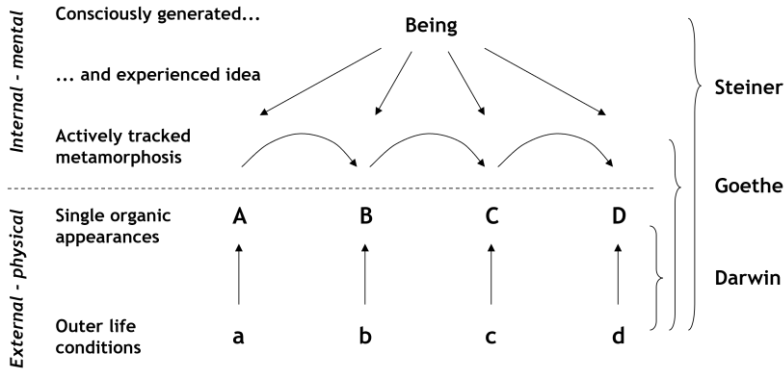 Internal - mental
Consciously generated...
Being
... and experienced idea
Steiner
Actively tracked
metamorphosis
Goethe
External - physical
Single organic
appearances
A B C D
Darwin
Outer life
conditions
a b c d